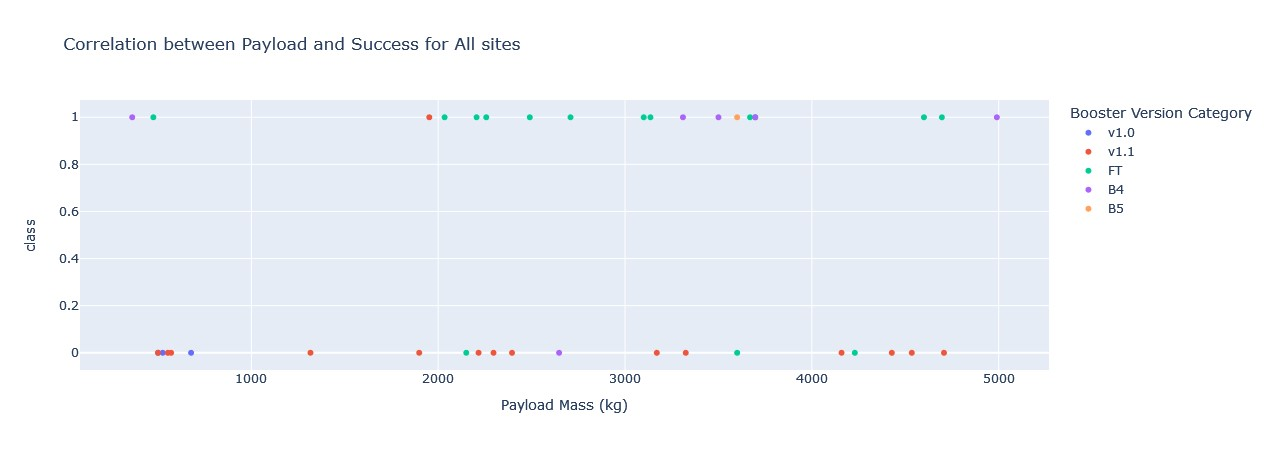 Correlation between Payload and Success for All sites
Booster Version Category
v1.0
v1.1
FT
B4
B5
1
0.8
0.6
0.4
0.2
0
class
1000
2000
3000
4000
5000
Payload Mass (kg)